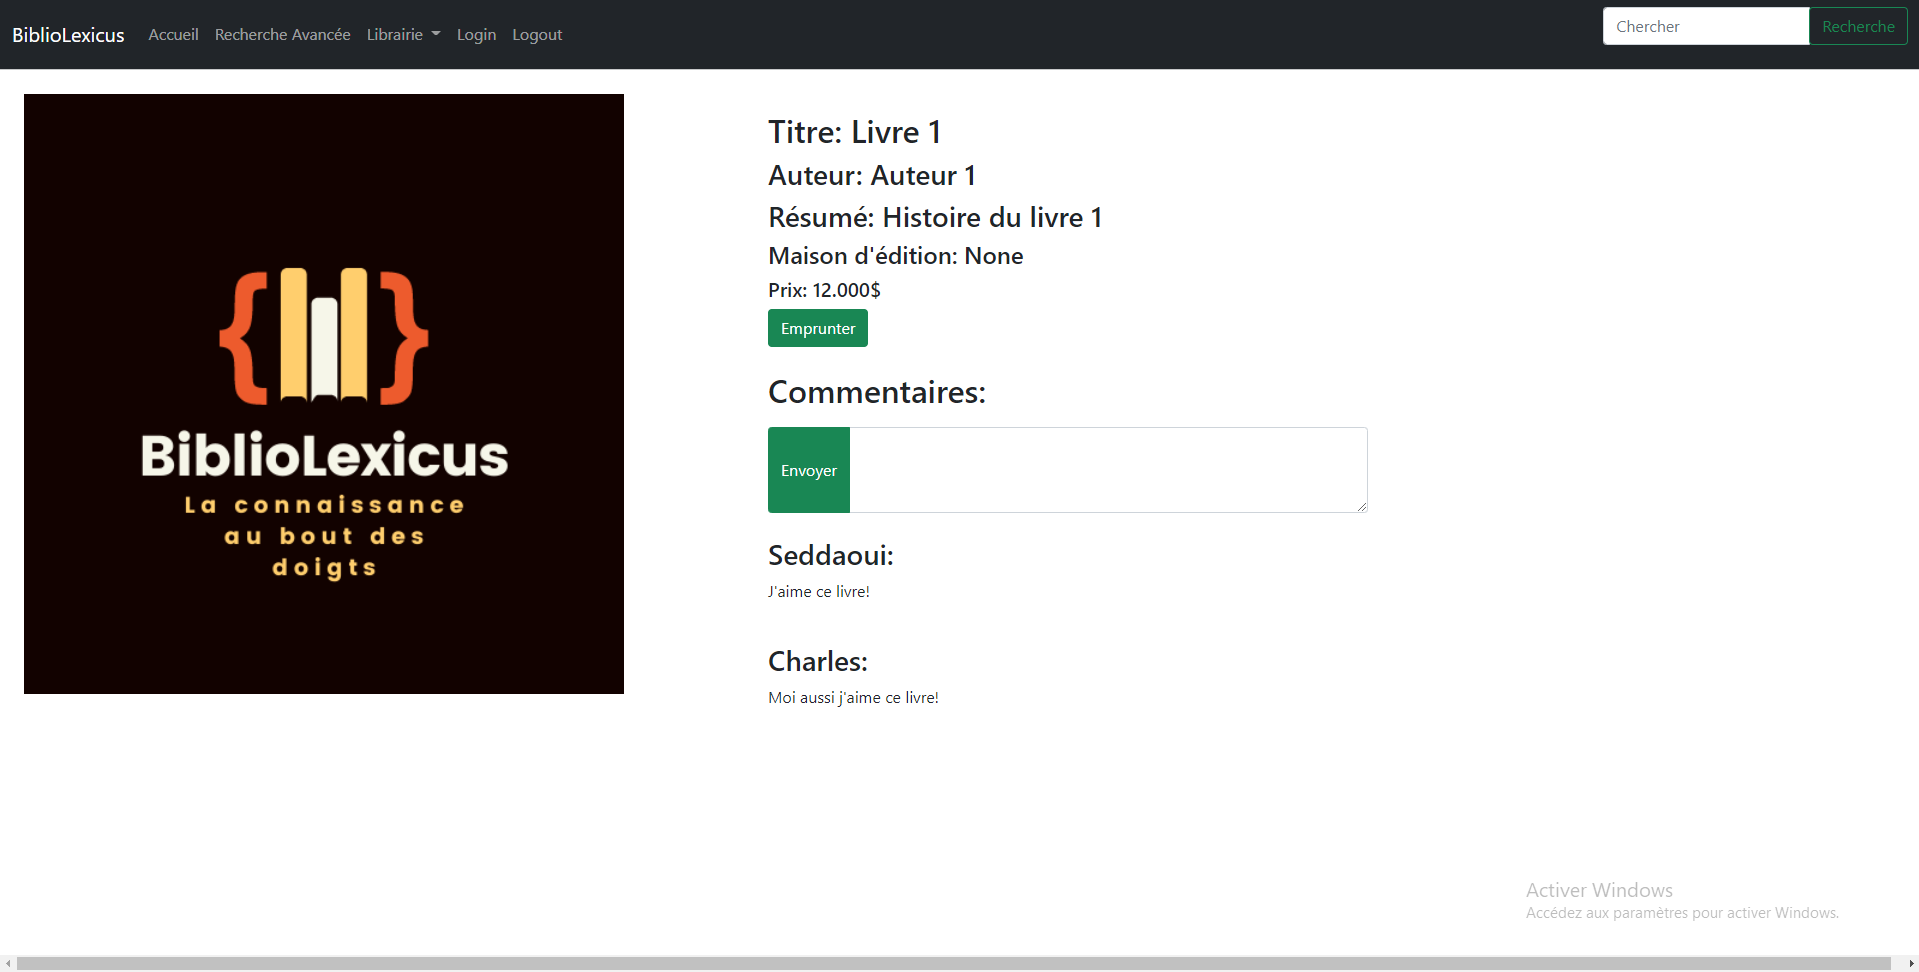 BiblioLexicus Accueil Recherche Avancée Librairie Login Logout Chercher Recherche
BiblioLexicus
La connaissance
au bout des
doigts
Titre: Livre 1
Auteur: Auteur 1
Résumé: Histoire du livre 1
Maison d'édition: None
Prix: 12.000$
Emprunter
Commentaires:
Envoyer
Seddaoui:
J'aime ce livre!
Charles:
Moi aussi j'aime ce livre!
Activer Windows
Accédez aux paramètres pour activer Windows.